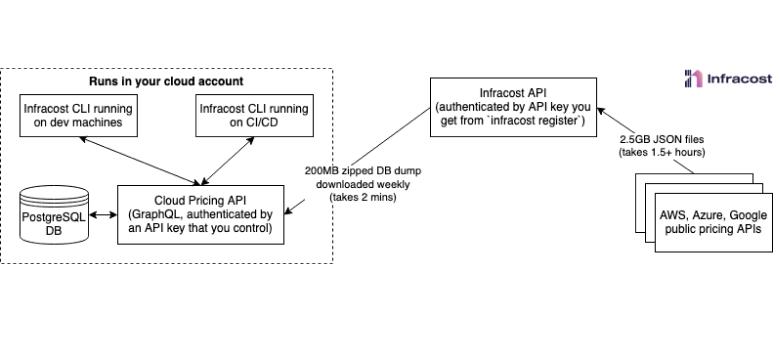 Runs in your cloud account
Infracost CLI running
on dev machines
Infracost CLI running
on CI/CD
PostgreSQL
DB
Cloud Pricing API
(GraphQL, authenticated by
an API key that you control)
200MB zipped DB dump
downloaded weekly
(takes 2 mins)
Infracost API
(authenticated by API key you
get from `infracost register`)
Infracost
2.5GB JSON files
(takes 1.5+ hours)
AWS, Azure, Google
public pricing APIs